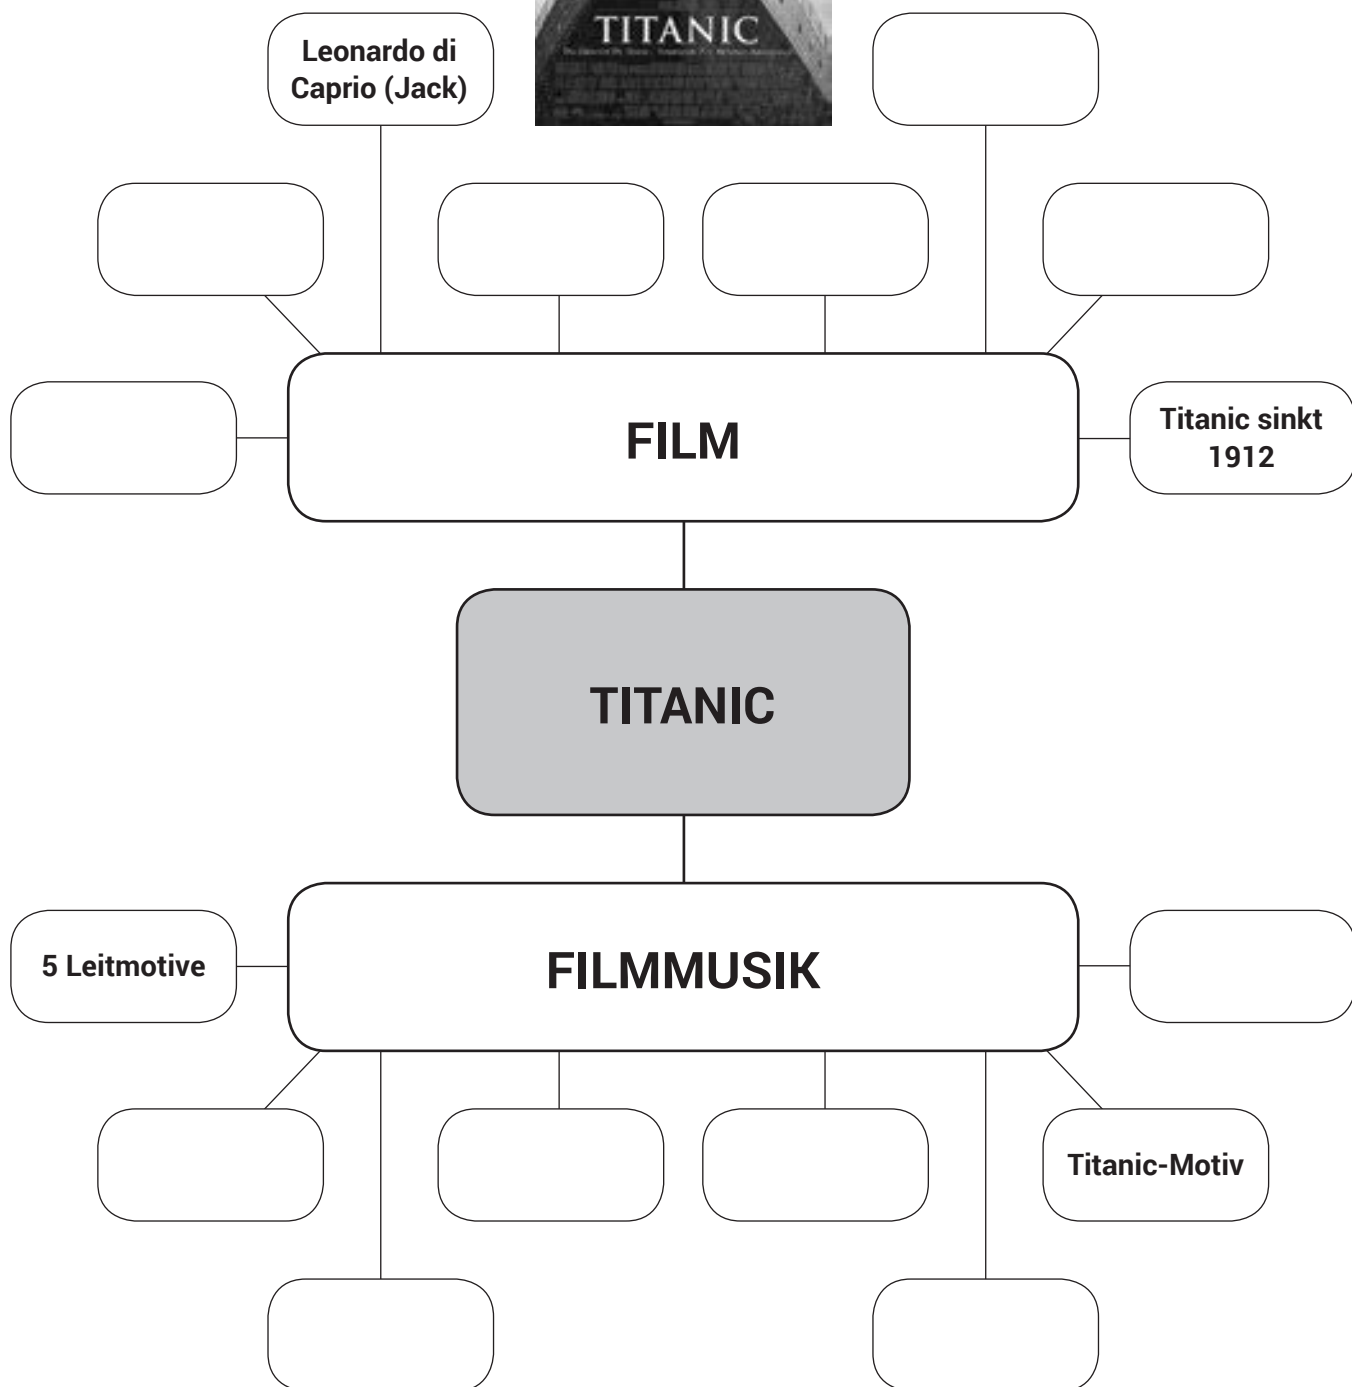 TITANIC
Leonardo di
Caprio (Jack)
FILM
Titanic sinkt
1912
TITANIC
5 Leitmotive
FILMMUSIK
Titanic-Motiv